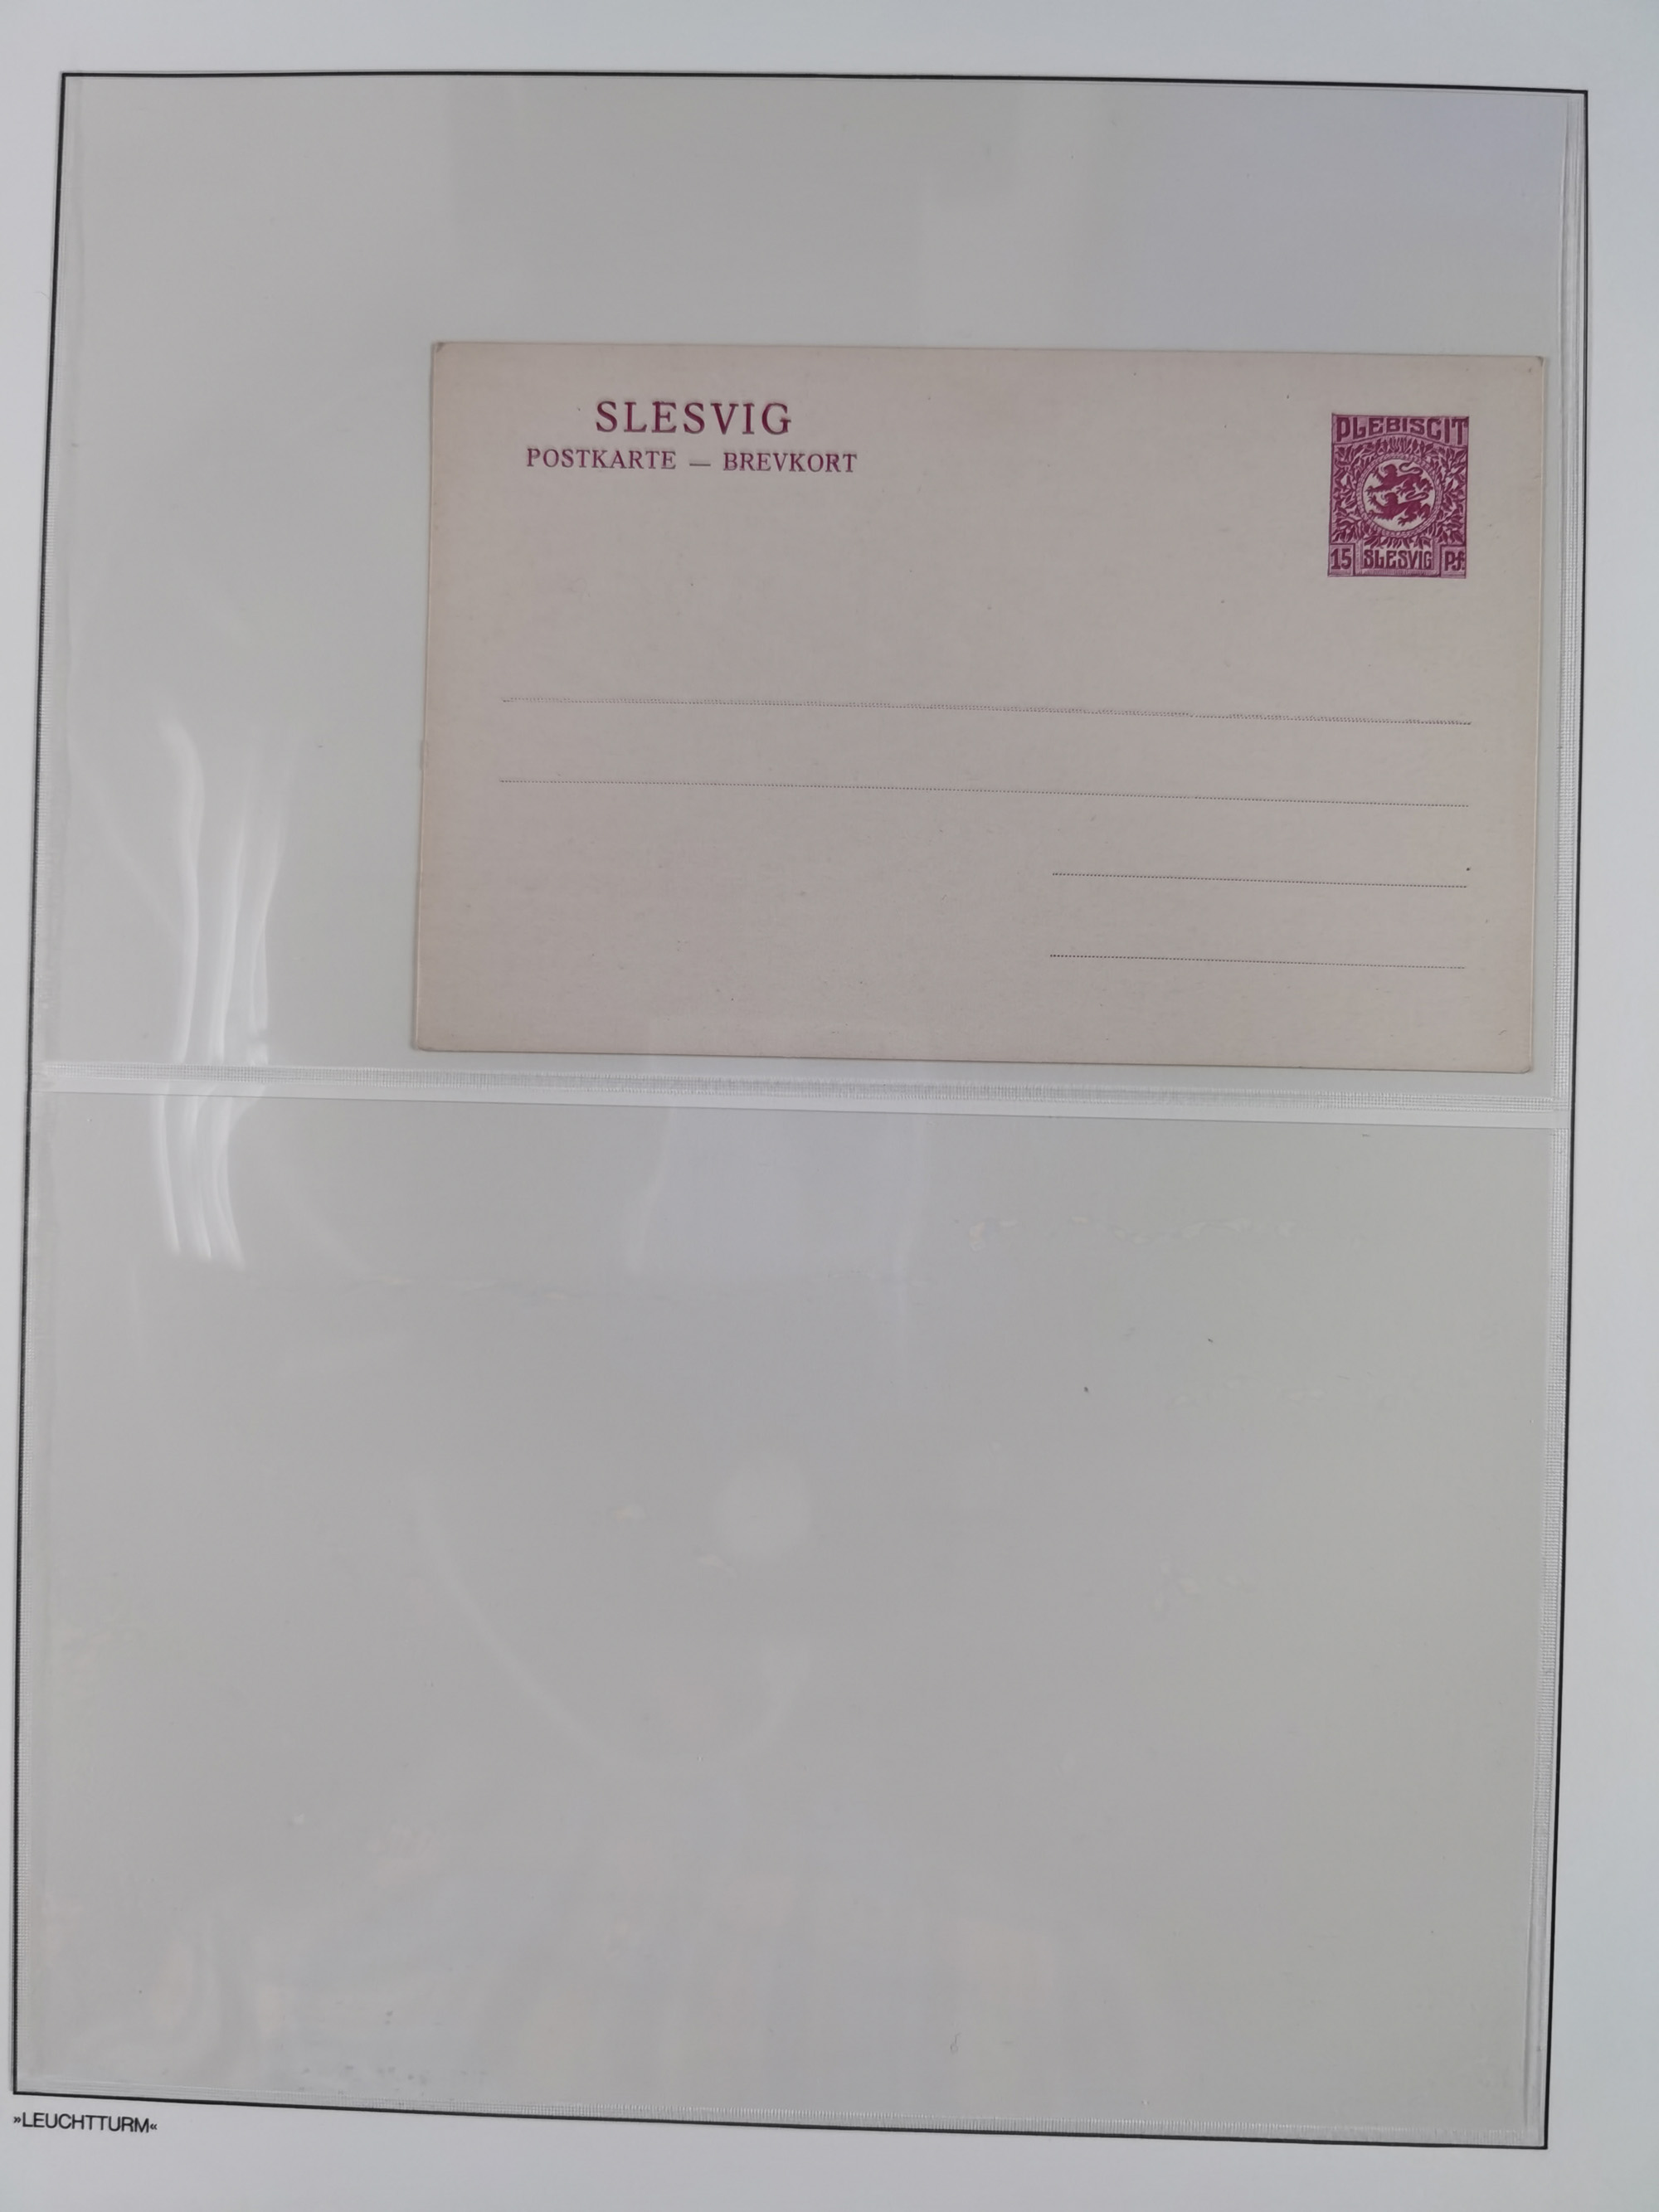 SLESVIG
POSTKARTE — BREVKORT
PLEBISCIT
15 SLESVIG Pf.
»LEUCHTTURM«